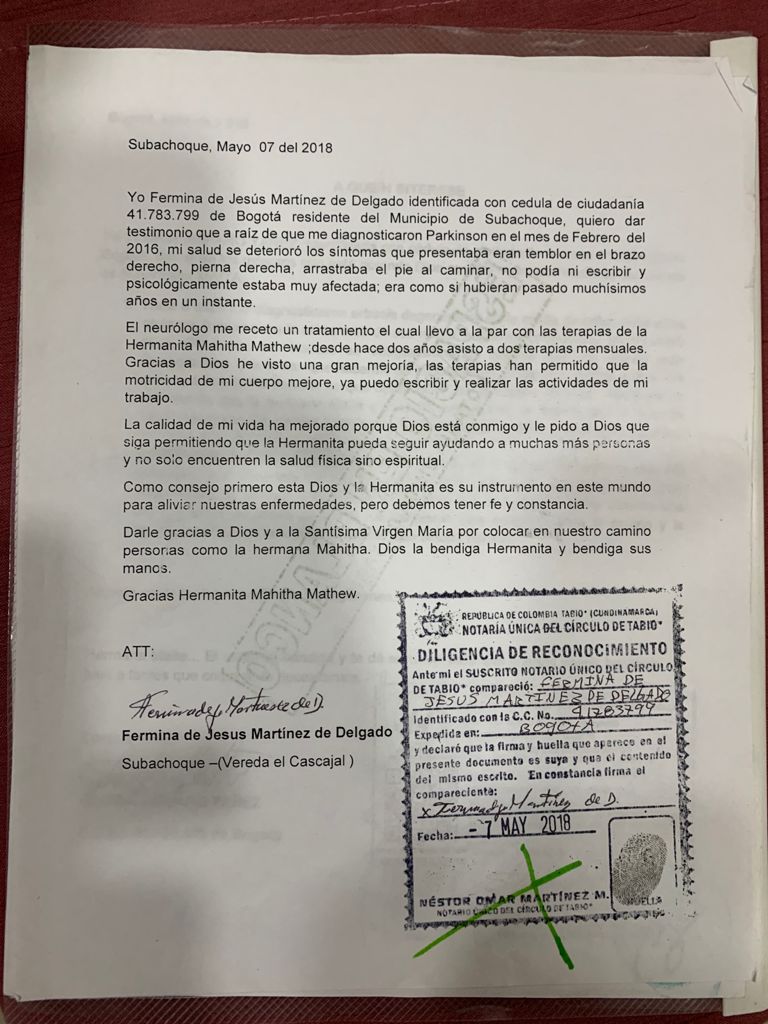 Subachoque, Mayo 07 del 2018
Yo Fermina de Jesús Martínez de Delgado identificada con cedula de ciudadanía
41.783.799 de Bogotá residente del Municipio de Subachoque, quiero dar
testimonio que a raíz de que me diagnosticaron Parkinson en el mes de Febrero del
2016, mi salud se deterioró los síntomas que presentaba eran temblor en el brazo
derecho, pierna derecha, arrastraba el pie al caminar, no podía ni escribir y
psicológicamente estaba muy afectada; era como si hubieran pasado muchísimos
años en un instante.
El neurólogo me receto un tratamiento el cual llevo a la par con las terapias de la
Hermanita Mahitha Mathew ;desde hace dos años asisto a dos terapias mensuales.
Gracias a Dios he visto una gran mejoría, las terapias han permitido que la
motricidad de mi cuerpo mejore, ya puedo escribir y realizar las actividades de mi
trabajo.
La calidad de mi vida ha mejorado porque Dios está conmigo y le pido a Dios que
siga permitiendo que la Hermanita pueda seguir ayudando a muchas más personas
y no solo encuentren la salud física sino espiritual.
Como consejo primero esta Dios y la Hermanita es su instrumento en este mundo
para aliviar nuestras enfermedades, pero debemos tener fe y constancia.
Darle gracias a Dios y a la Santísima Virgen María por colocar en nuestro camino
personas como la hermana Mahitha. Dios la bendiga Hermanita y bendiga sus
manos.
Gracias Hermanita Mahitha Mathew.
ATT:
Fermina de Jesus Martínez de Delgado
Subachoque –(Vereda el Cascajal )
REPÚBLICA DE COLOMBIA TABIO* (CUNDINAMARCA)
NOTARÍA ÚNICA DEL CÍRCULO DE TABIO*
DILIGENCIA DE RECONOCIMIENTO
Ante mi el SUSCRITO NOTARIO ÚNICO DEL CÍRCULO
DE TABIO* compareció: FERMINA DE
JESUS MARTINEZ DE DELGADO
Identificado con la C.C. No. 41783799
Expedida en: BOGOTA
y declaró que la firma y huella que aparece en el
presente documento es suya y que el contenido
del mismo escrito. En constancia firma el
compareciente:
x Fermina de J Martínez de D.
Fecha: - 7 MAY 2018
HUELLA
NÉSTOR OMAR MARTÍNEZ M.
NOTARIO ÚNICO DEL CÍRCULO DE TABIO*